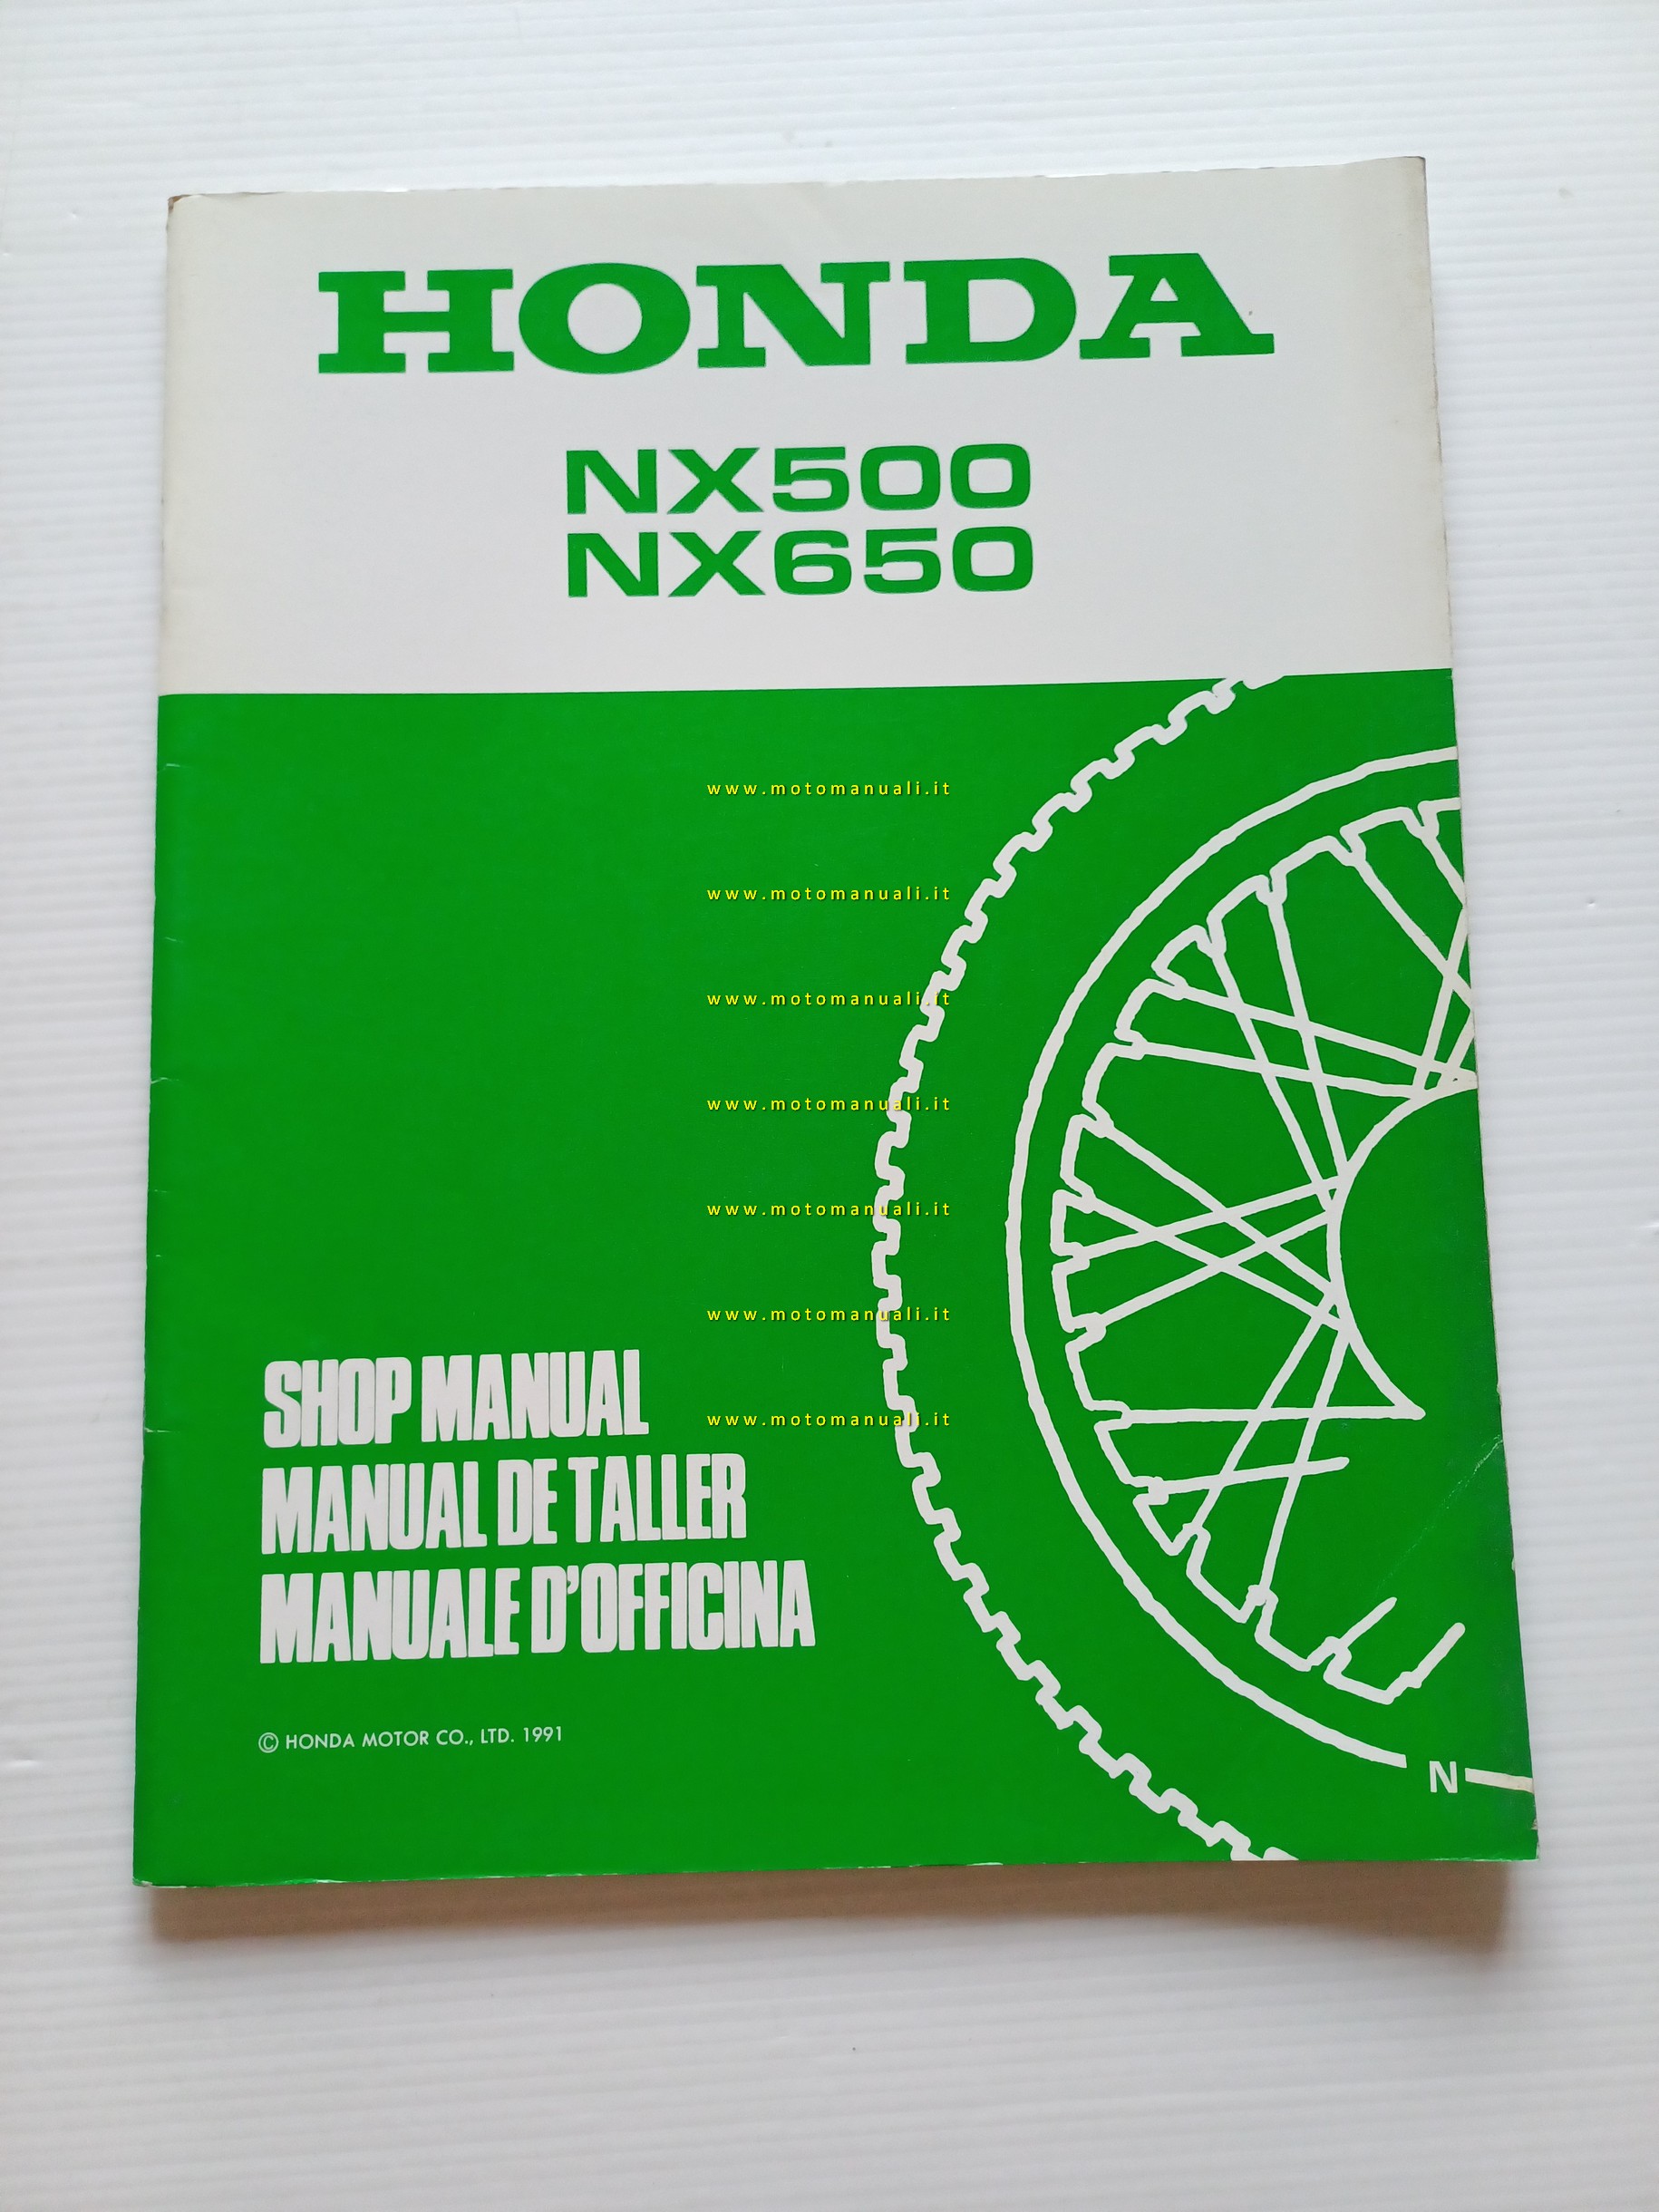 HONDA
NX500
NX650
www.motomanuali.it
www.motomanuali.it
www.motomanuali.it
www.motomanuali.it
www.motomanuali.it
www.motomanuali.it
www.motomanuali.it
SHOP MANUAL
MANUAL DE TALLER
MANUALE D'OFFICINA
© HONDA MOTOR CO., LTD. 1991
N